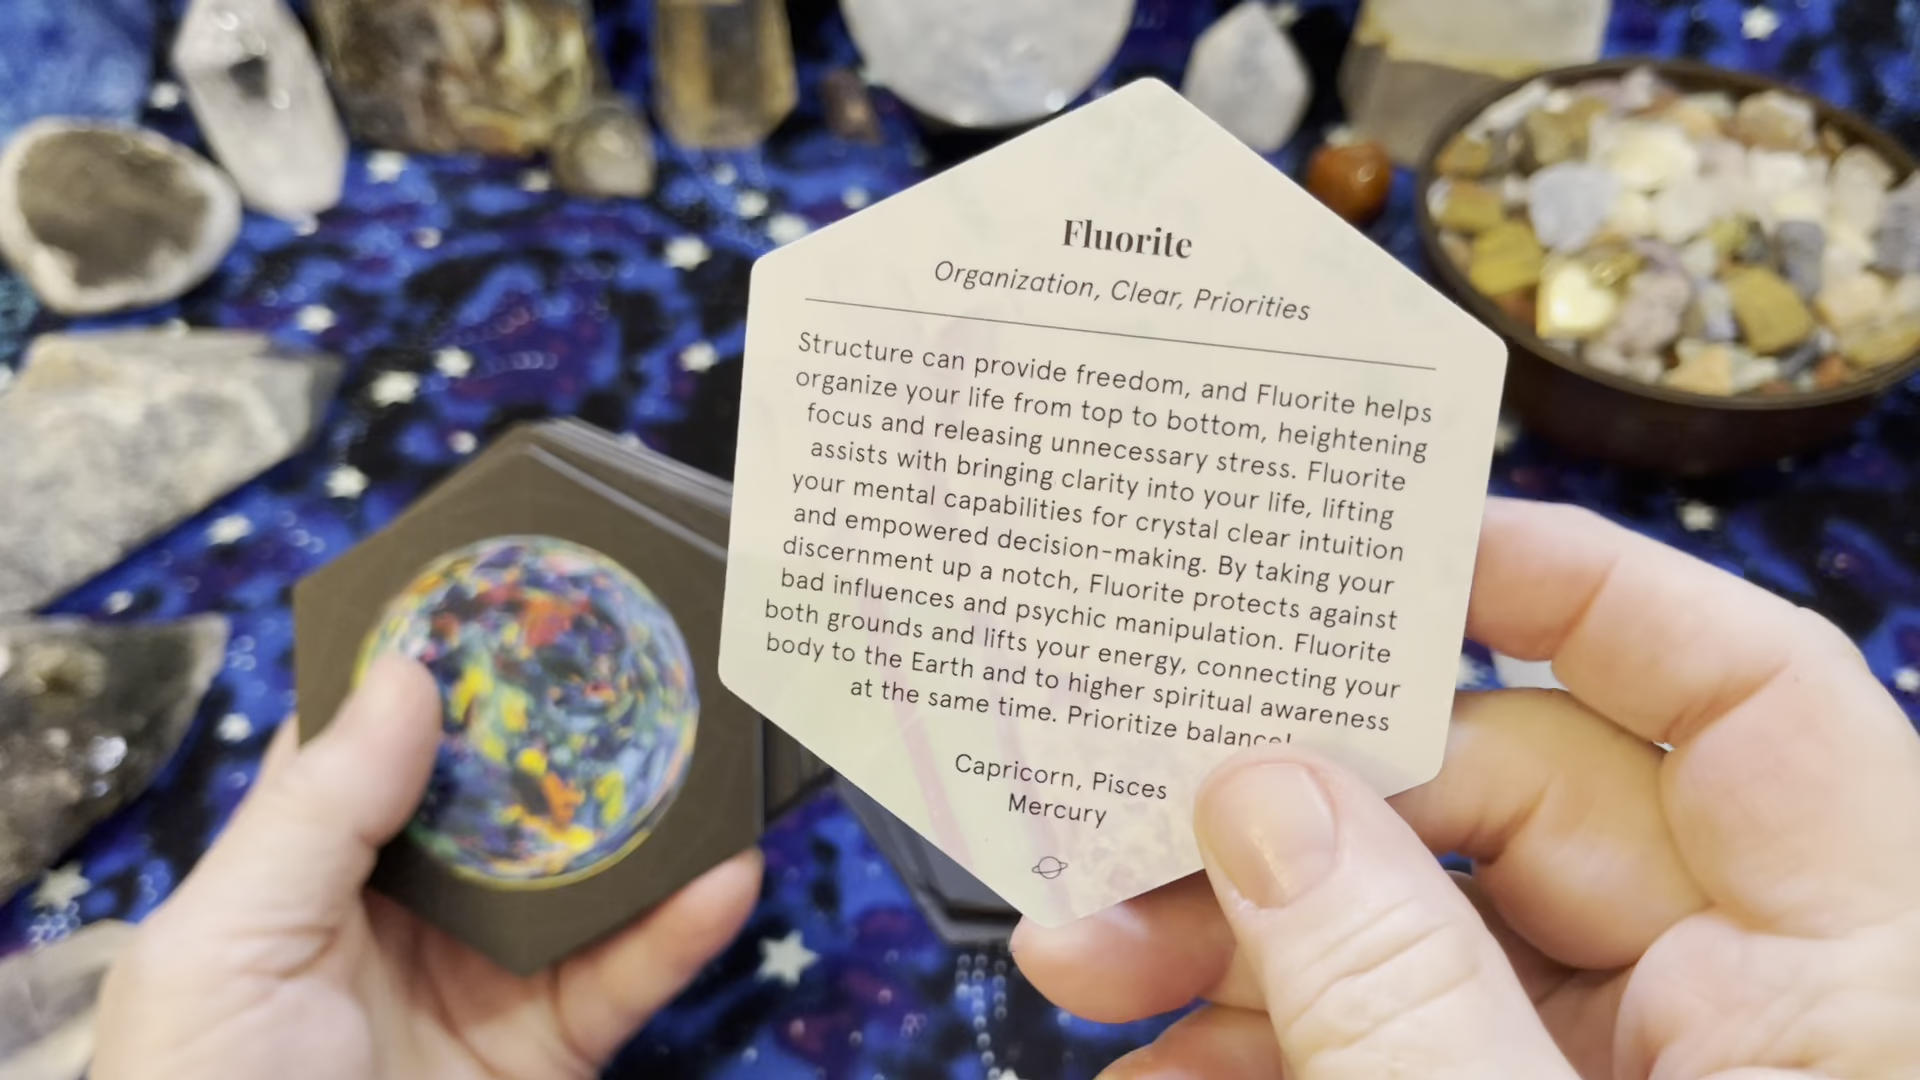 Fluorite
Organization, Clear, Priorities
Structure can provide freedom, and Fluorite helps
organize your life from top to bottom, heightening
focus and releasing unnecessary stress. Fluorite
assists with bringing clarity into your life, lifting
your mental capabilities for crystal clear intuition
and empowered decision-making. By taking your
discernment up a notch, Fluorite protects against
bad influences and psychic manipulation. Fluorite
both grounds and lifts your energy, connecting your
body to the Earth and to higher spiritual awareness
at the same time. Prioritize balance!
Capricorn, Pisces
Mercury